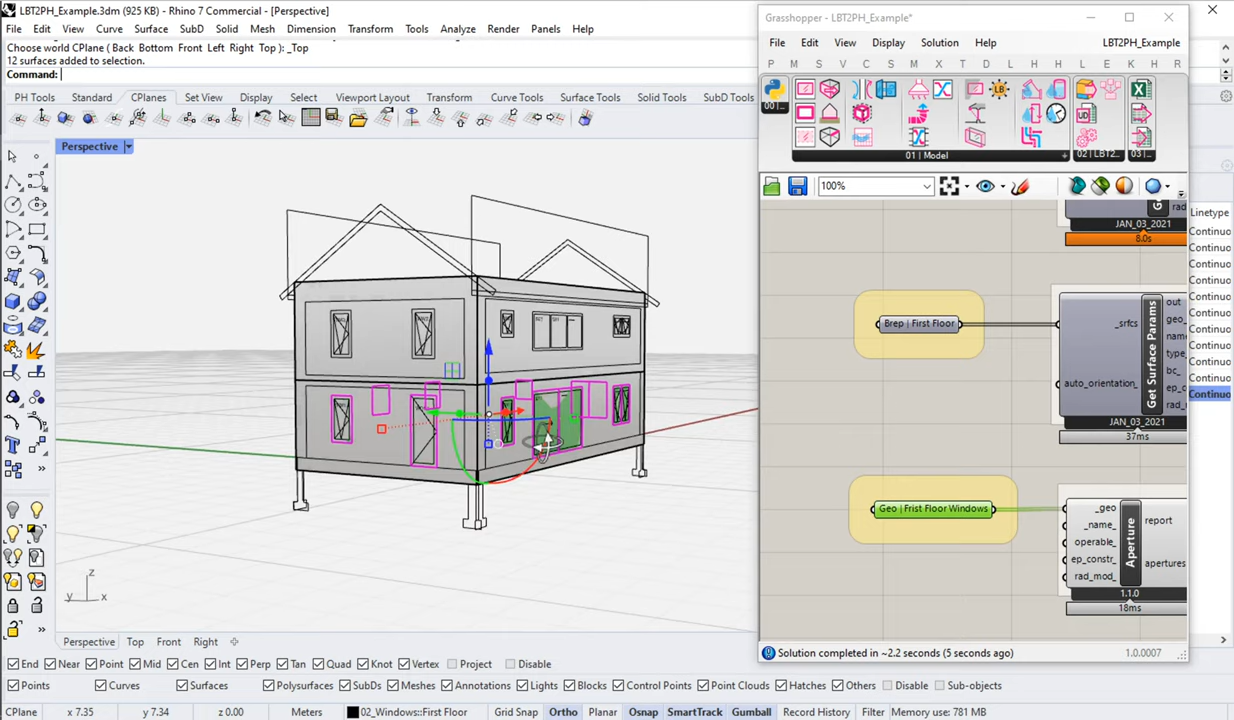 LBT2PH_Example.3dm (925 KB) - Rhino 7 Commercial - [Perspective]
File Edit View Curve Surface SubD Solid Mesh Dimension Transform Tools Analyze Render Panels Help
Choose world CPlane ( Back Bottom Front Left Right Top ): _Top
12 surfaces added to selection.
Command:
PH Tools Standard CPlanes Set View Display Select Viewport Layout Transform Curve Tools Surface Tools Solid Tools SubD Tools
Perspective
z
y x
Perspective Top Front Right
End Near Point Mid Cen Int Perp Tan Quad Knot Vertex Project Disable
Points Curves Surfaces Polysurfaces SubDs Meshes Annotations Lights Blocks Control Points Point Clouds Hatches Others Disable Sub-objects
CPlane x 7.35 y 7.34 z 0.00 Meters 02_Windows::First Floor Grid Snap Ortho Planar Osnap SmartTrack Gumball Record History Filter Memory use: 781 MB
Grasshopper - LBT2PH_Example*
File Edit View Display Solution Help LBT2PH_Example*
P M S V C S M X T D L H H L E K H R
001
LB
UD
01 | Model
02 | LBT2
03 |
100%
rad
JAN_03_2021
8.0s
Brep | First Floor
_srfcs
auto_orientation_
Get Surface Params
out
geo_
name
type_
bc_
ep_c
rad_
JAN_03_2021
37ms
Geo | Frist Floor Windows
_geo
_name_
operable_
ep_constr_
rad_mod_
Aperture
report
apertures
1.1.0
18ms
Solution completed in ~2.2 seconds (5 seconds ago)
1.0.0007
Linetype
Continuo
Continuo
Continuo
Continuo
Continuo
Continuo
Continuo
Continuo
Continuo
Continuo
Continuo